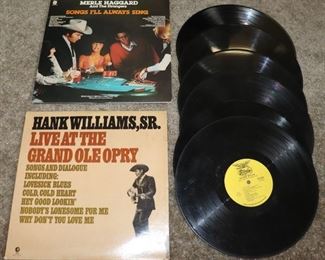 MERLE HAGGARD
And The Strangers
SONGS I'LL ALWAYS SING
HANK WILLIAMS, SR.
LIVE AT THE
GRAND OLE OPRY
SONGS AND DIALOGUE
INCLUDING:
LOVESICK BLUES
COLD, COLD HEART
HEY GOOD LOOKIN'
NOBODY'S LONESOME FOR ME
WHY DON'T YOU LOVE ME